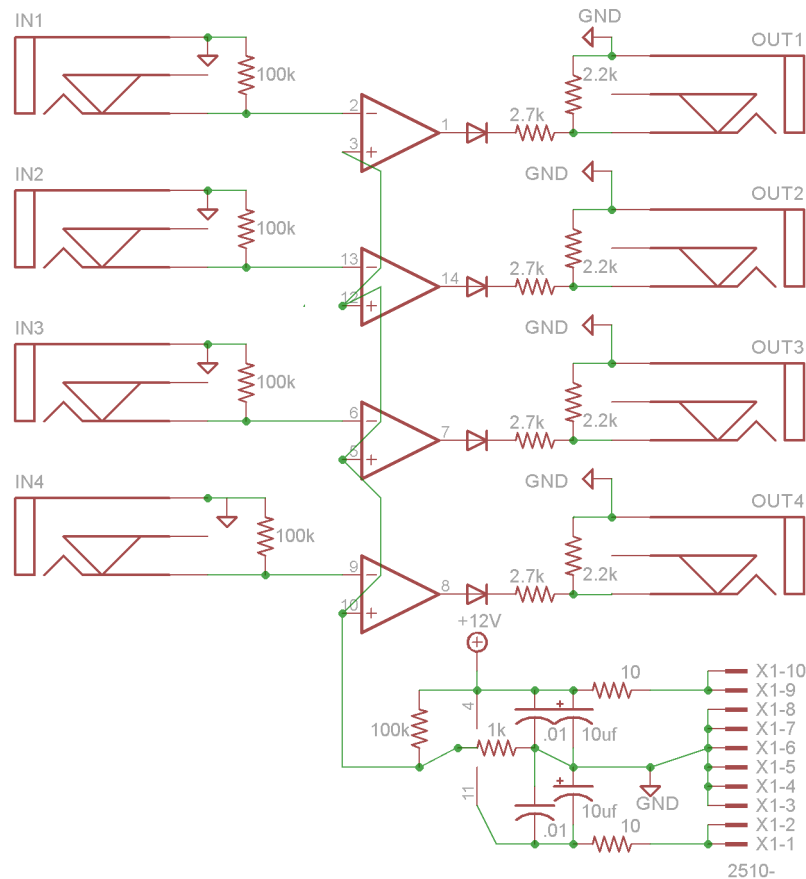 IN1
GND
OUT1
100k
2.2k
2.7k
2
3
1
IN2
GND
OUT2
100k
2.2k
2.7k
13
12
14
IN3
GND
OUT3
100k
2.2k
2.7k
6
5
7
IN4
GND
OUT4
100k
2.2k
2.7k
9
10
8
+12V
10
X1-10
X1-9
4
X1-8
100k
1k
+
.01
10uf
X1-7
X1-6
X1-5
+
X1-4
11
GND
X1-3
10uf
.01
10
X1-2
X1-1
2510-